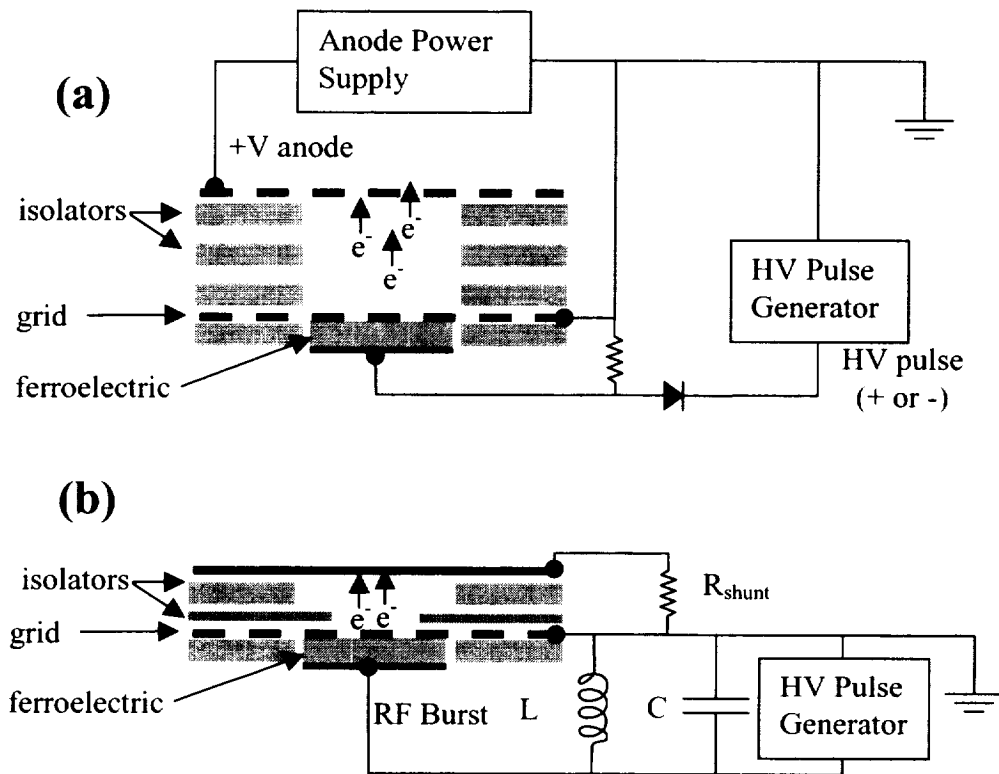 (a)
Anode Power
Supply
+V anode
isolators
e-
e-
e-
grid
ferroelectric
HV Pulse
Generator
HV pulse
(+ or -)
(b)
isolators
grid
ferroelectric
e- e-
R_shunt
RF Burst
L
C
HV Pulse
Generator